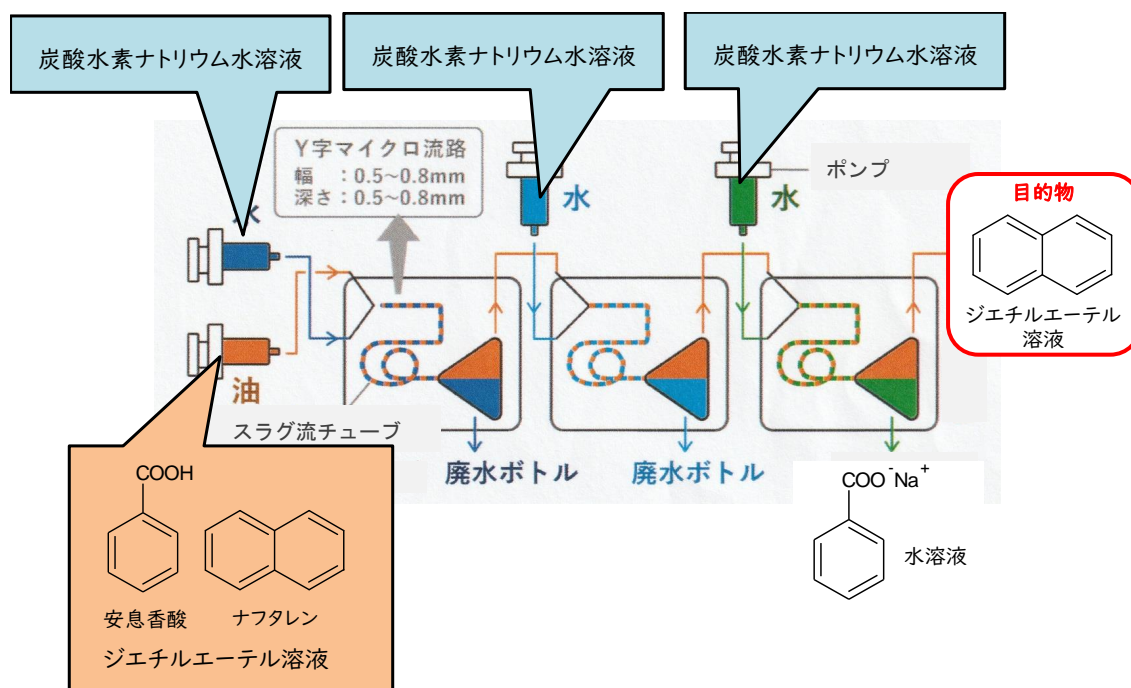 炭酸水素ナトリウム水溶液
炭酸水素ナトリウム水溶液
炭酸水素ナトリウム水溶液
Y字マイクロ流路
幅　：0.5~0.8mm
深さ：0.5~0.8mm
水
水
ポンプ
目的物
ジエチルエーテル
溶液
油
スラグ流チューブ
廃水ボトル
廃水ボトル
COOH
安息香酸
ナフタレン
ジエチルエーテル溶液
COO⁻Na⁺
水溶液